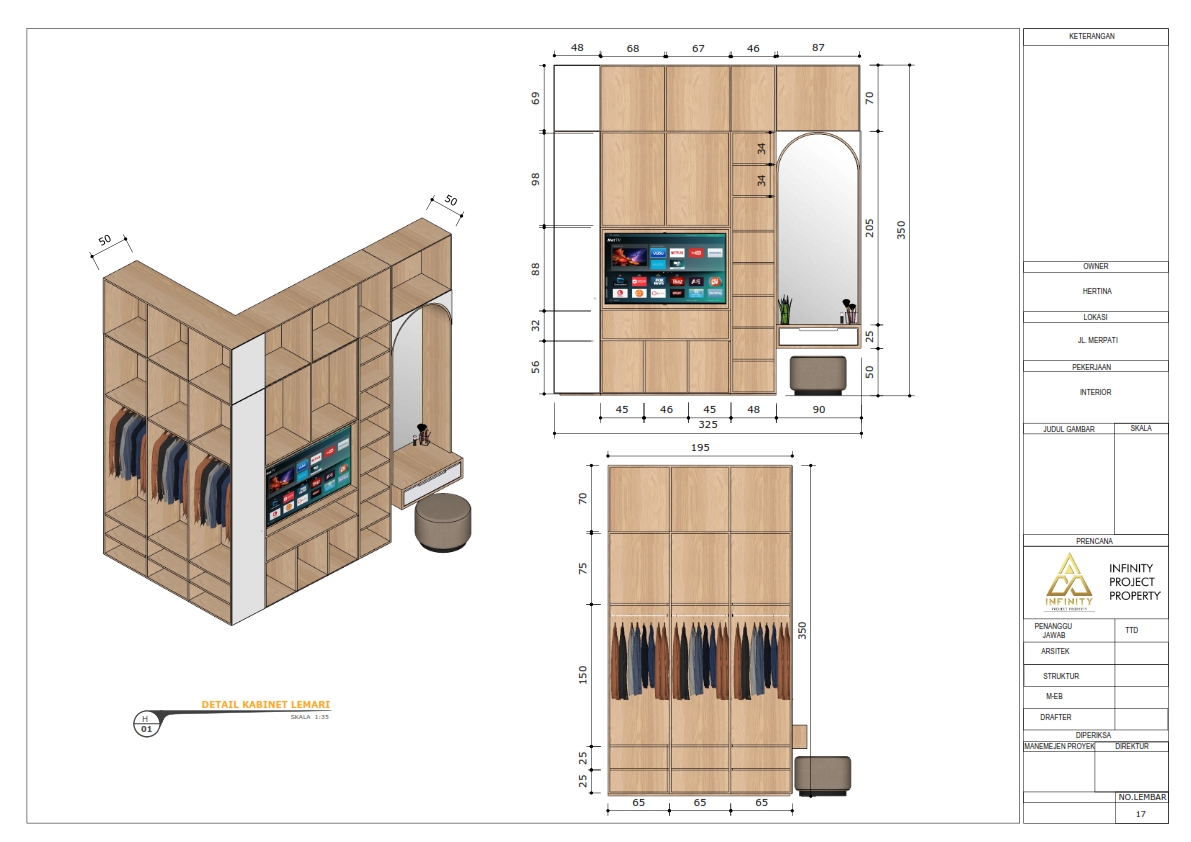 48
68
67
46
87
69
98
88
32
56
34
34
70
205
25
50
350
45
46
45
48
90
325
NetTV
NETFLIX
50
50
195
70
75
150
25
25
350
65
65
65
DETAIL KABINET LEMARI
SKALA 1:35
H
01
KETERANGAN
OWNER
HERTINA
LOKASI
JL. MERPATI
PEKERJAAN
INTERIOR
JUDUL GAMBAR
SKALA
PRENCANA
INFINITY
PROJECT PROPERTY
INFINITY
PROJECT
PROPERTY
PENANGGU
JAWAB
TTD
ARSITEK
STRUKTUR
M-EB
DRAFTER
DIPERIKSA
MANEMEJEN PROYEK
DIREKTUR
NO.LEMBAR
17